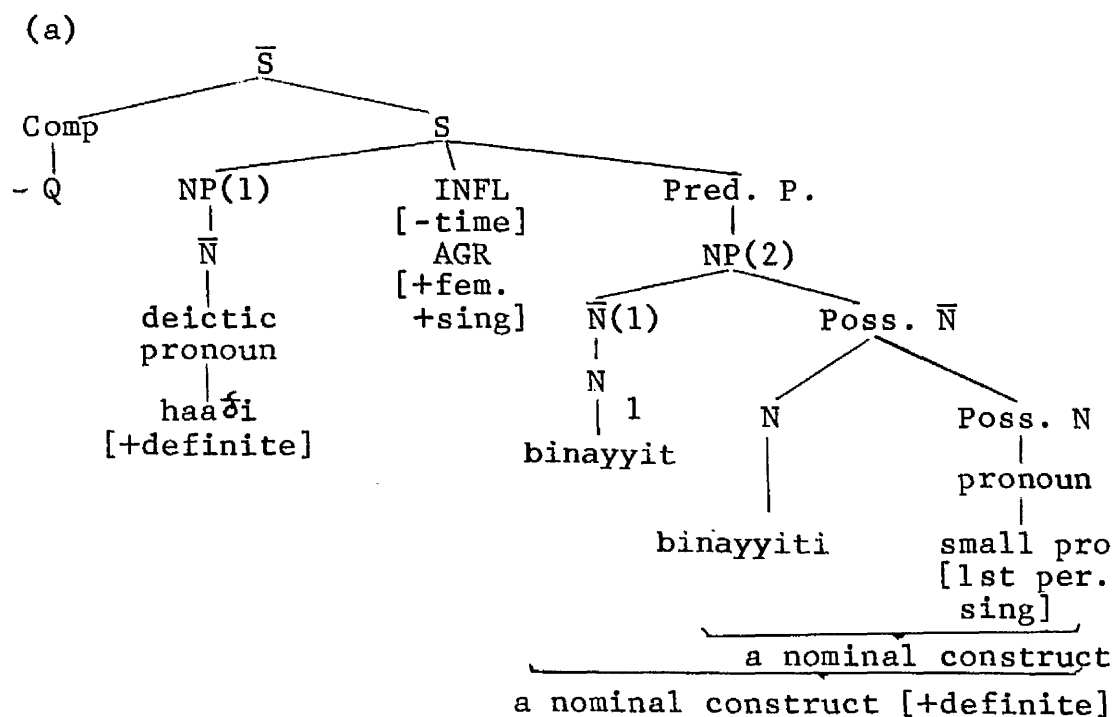 (a)
S̄
Comp S
- Q NP(1) INFL Pred. P.
[-time]
N̄ AGR NP(2)
[+fem.
deictic +sing] N̄(1) Poss. N̄
pronoun
N
haaδi 1 N Poss. N
[+definite] binayyit
pronoun
binayyiti small pro
[1st per.
sing]
a nominal construct
a nominal construct [+definite]